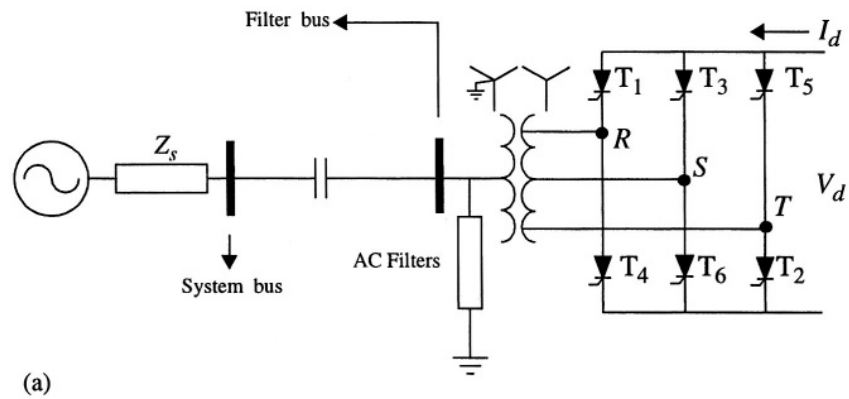 Filter bus
I_d
T_1
T_3
T_5
Z_s
R
S
T
V_d
AC Filters
T_4
T_6
T_2
System bus
(a)